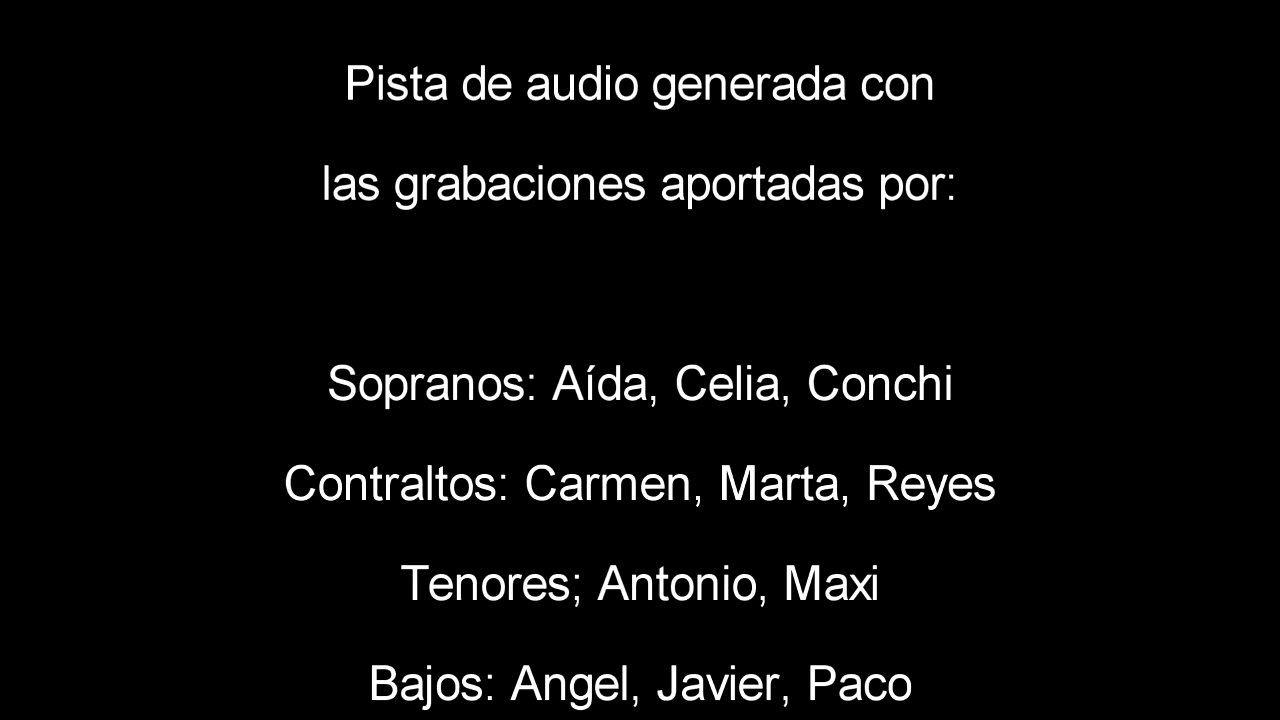 Pista de audio generada con
las grabaciones aportadas por:
Sopranos: Aída, Celia, Conchi
Contraltos: Carmen, Marta, Reyes
Tenores; Antonio, Maxi
Bajos: Angel, Javier, Paco